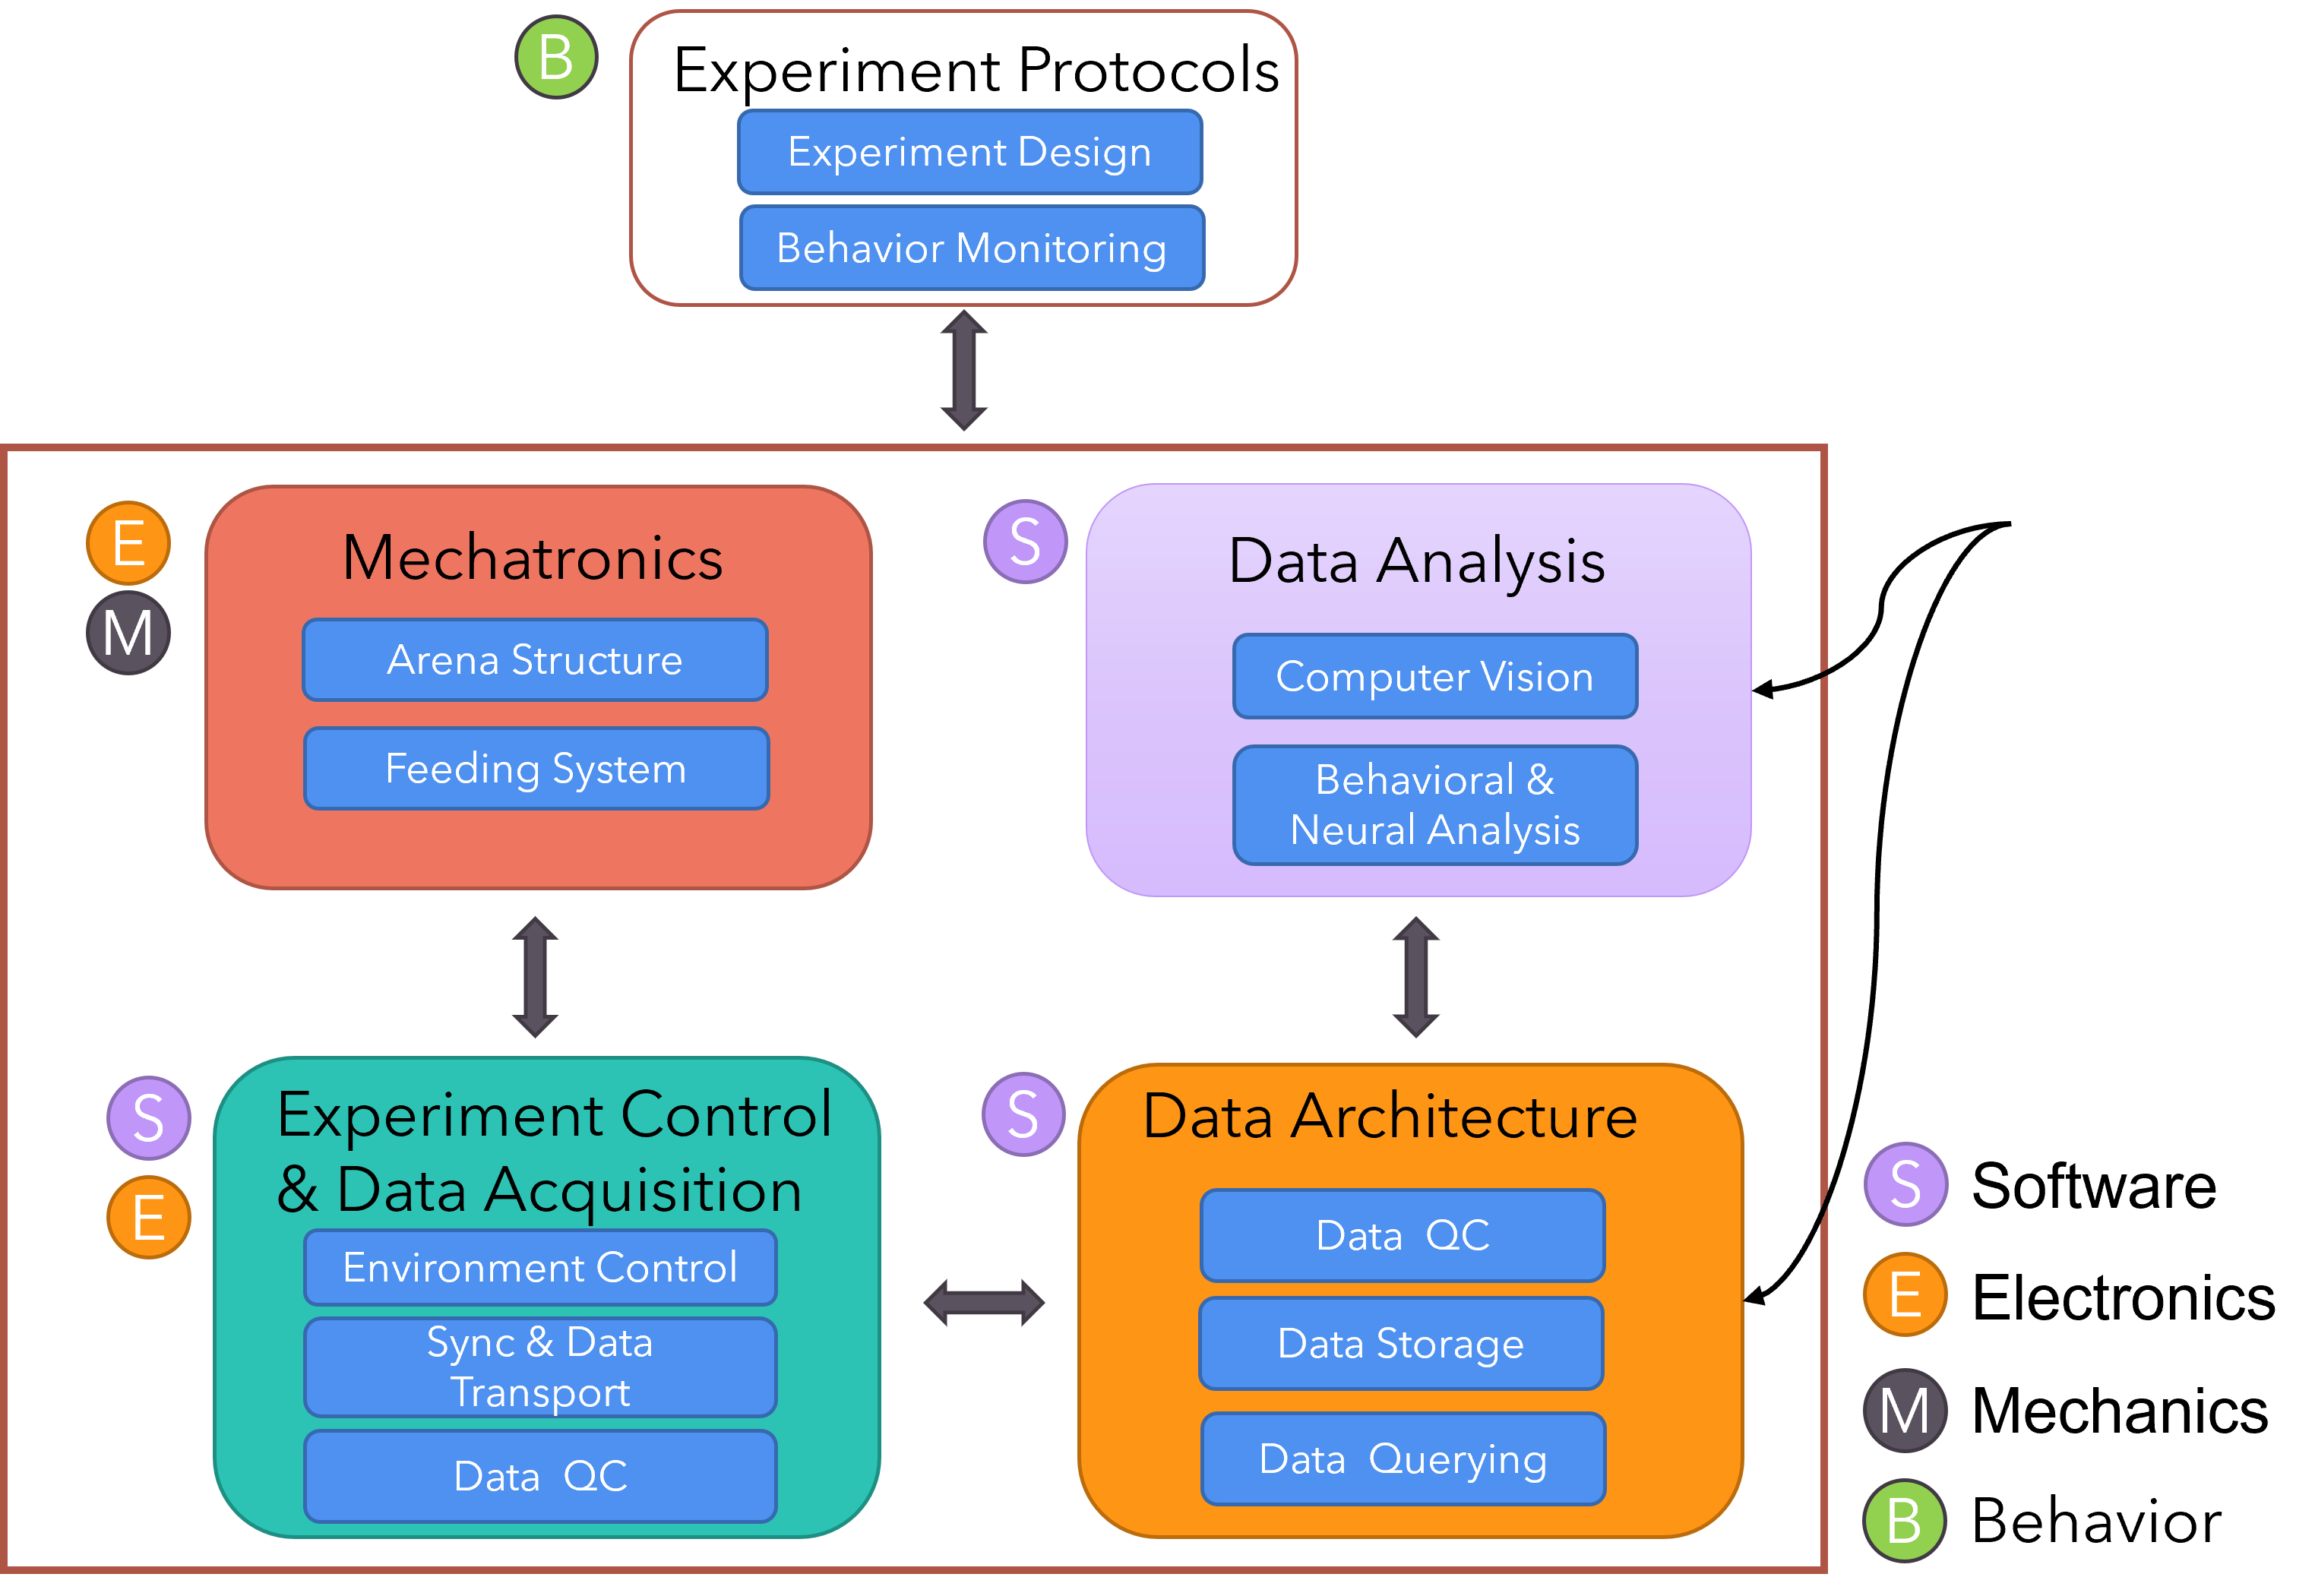 B
Experiment Protocols
Experiment Design
Behavior Monitoring
E
M
Mechatronics
Arena Structure
Feeding System
S
Data Analysis
Computer Vision
Behavioral &
Neural Analysis
S
E
Experiment Control
& Data Acquisition
Environment Control
Sync & Data
Transport
Data QC
S
Data Architecture
Data QC
Data Storage
Data Querying
S Software
E Electronics
M Mechanics
B Behavior